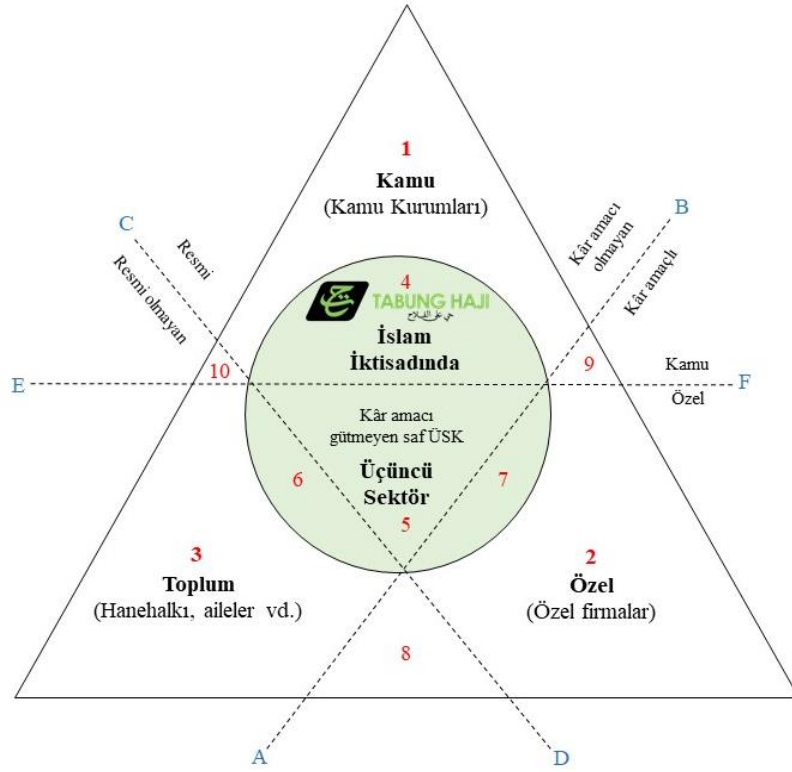 1
Kamu
(Kamu Kurumları)
C
B
Resmi
Resmi olmayan
Kâr amacı
olmayan
Kâr amaçlı
4
TABUNG HAJI
İslam
İktisadında
10
9
E
Kamu
F
Özel
Kâr amacı
gütmeyen saf ÜSK
6
Üçüncü
Sektör
7
5
3
Toplum
(Hanehalkı, aileler vd.)
2
Özel
(Özel firmalar)
8
A
D